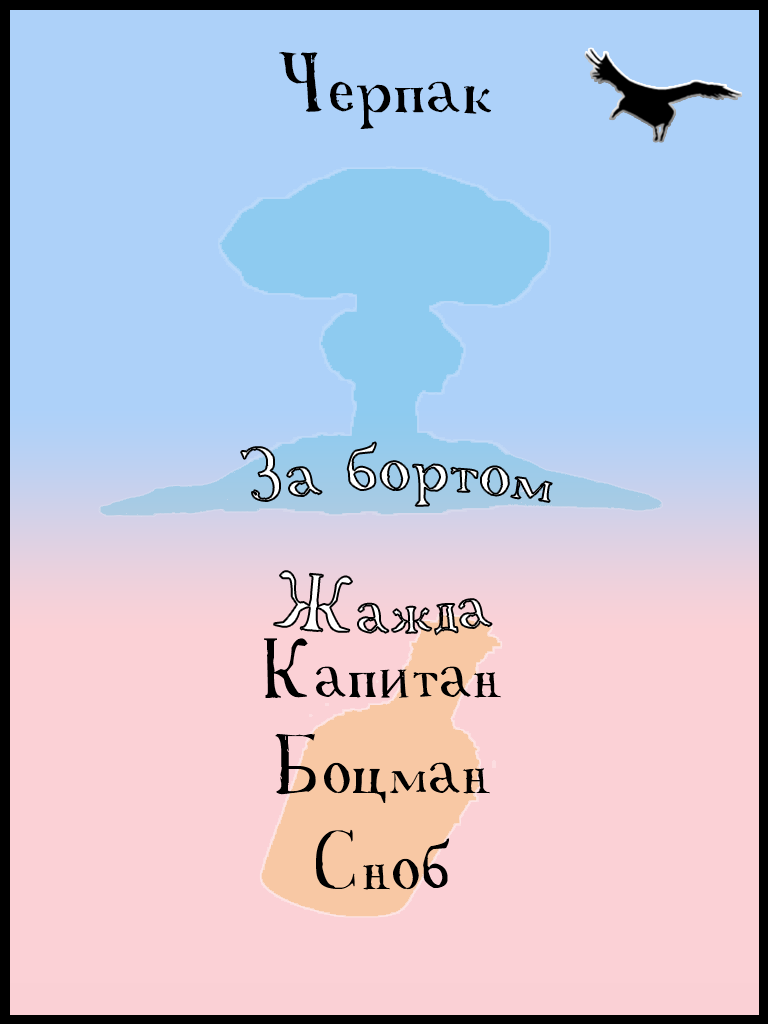 Черпак
За бортом
Жажда
Капитан
Боцман
Сноб